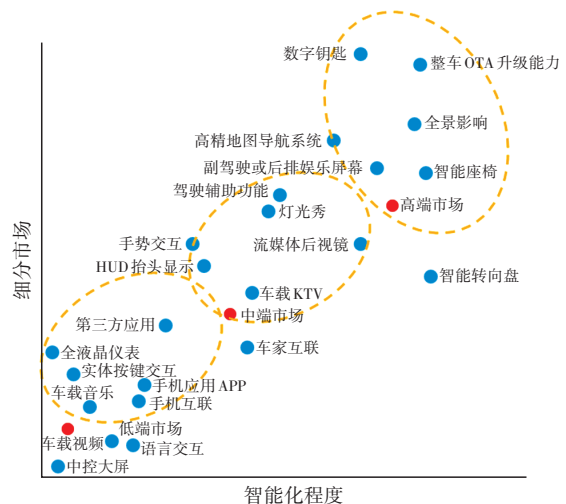 数字钥匙
整车OTA升级能力
全景影响
高精地图导航系统
副驾驶或后排娱乐屏幕
智能座椅
驾驶辅助功能
高端市场
灯光秀
手势交互
流媒体后视镜
HUD抬头显示
智能转向盘
车载KTV
中端市场
第三方应用
车家互联
全液晶仪表
实体按键交互
手机应用APP
车载音乐
手机互联
低端市场
车载视频
语言交互
中控大屏
细分市场
智能化程度